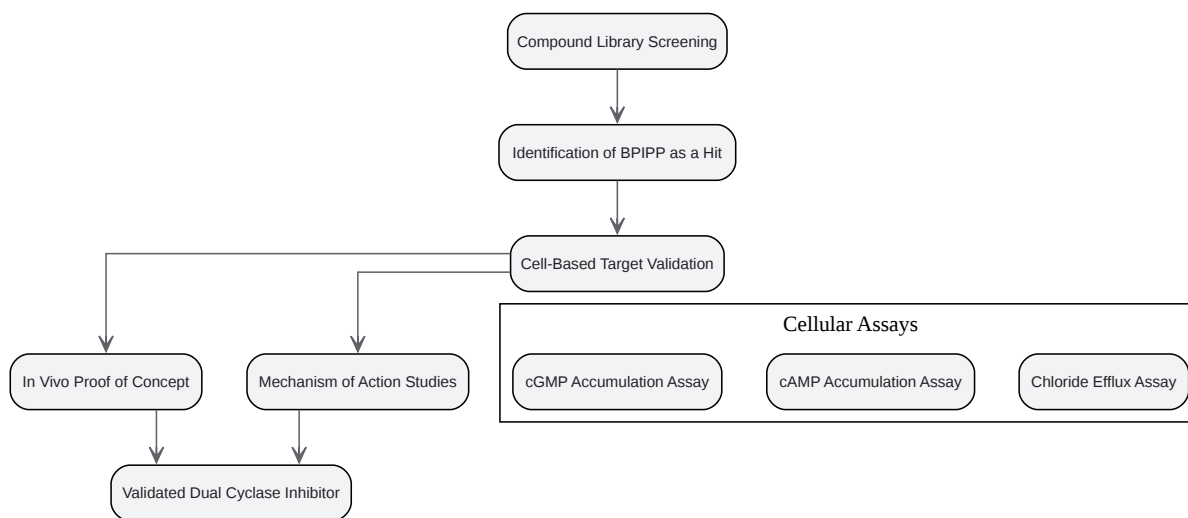 Compound Library Screening
Identification of BPIPP as a Hit
Cell-Based Target Validation
Cellular Assays
In Vivo Proof of Concept
Mechanism of Action Studies
cGMP Accumulation Assay
cAMP Accumulation Assay
Chloride Efflux Assay
Validated Dual Cyclase Inhibitor